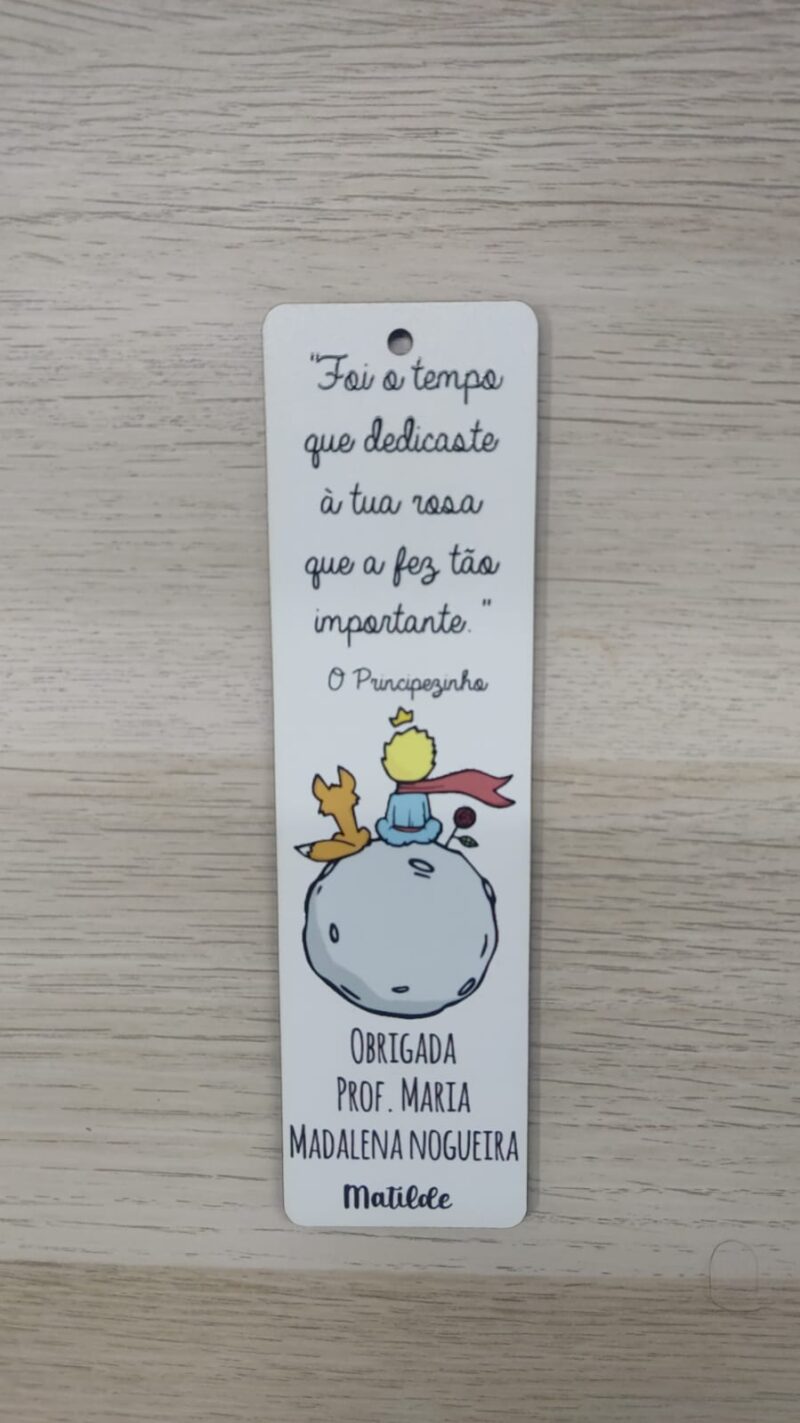 "Foi o tempo
que dedicaste
à tua rosa
que a fez tão
importante."
O Principezinho
OBRIGADA
PROF. MARIA
MADALENA NOGUEIRA
Matilde